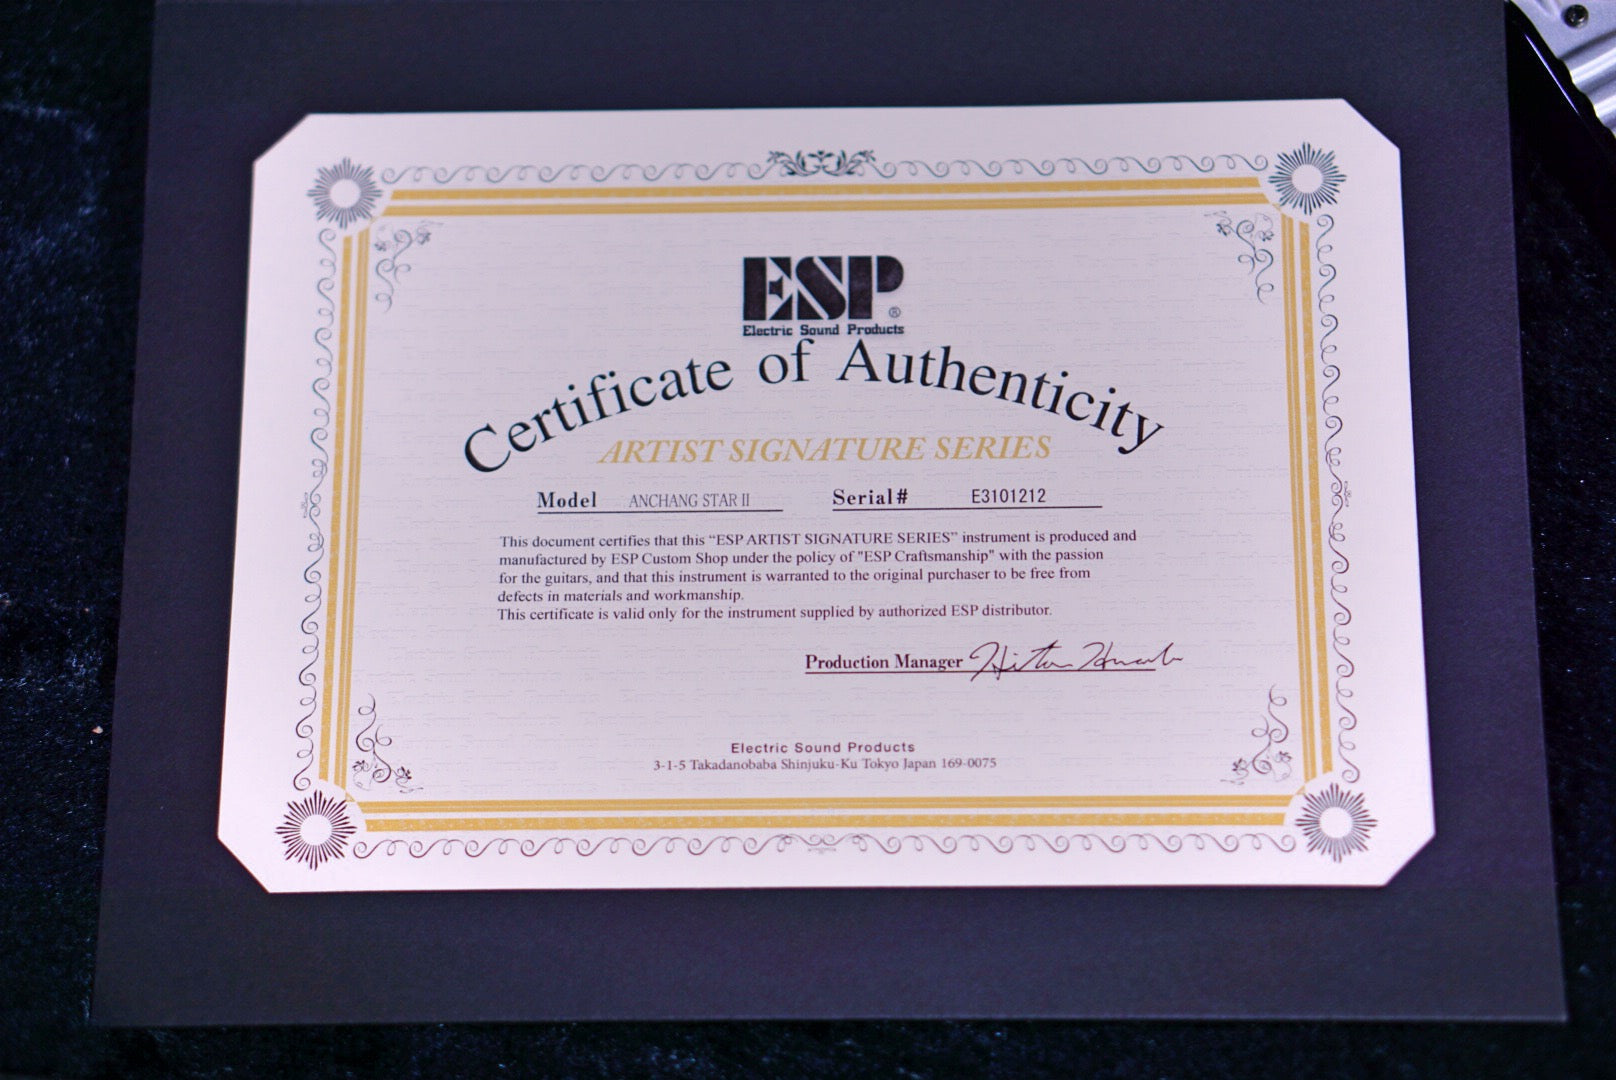 ESP®
Electric Sound Products
Certificate of Authenticity
ARTIST SIGNATURE SERIES
Model ANCHANG STAR II Serial# E3101212
This document certifies that this “ESP ARTIST SIGNATURE SERIES” instrument is produced and
manufactured by ESP Custom Shop under the policy of "ESP Craftsmanship" with the passion
for the guitars, and that this instrument is warranted to the original purchaser to be free from
defects in materials and workmanship.
This certificate is valid only for the instrument supplied by authorized ESP distributor.
Production Manager
Electric Sound Products
3-1-5 Takadanobaba Shinjuku-Ku Tokyo Japan 169-0075